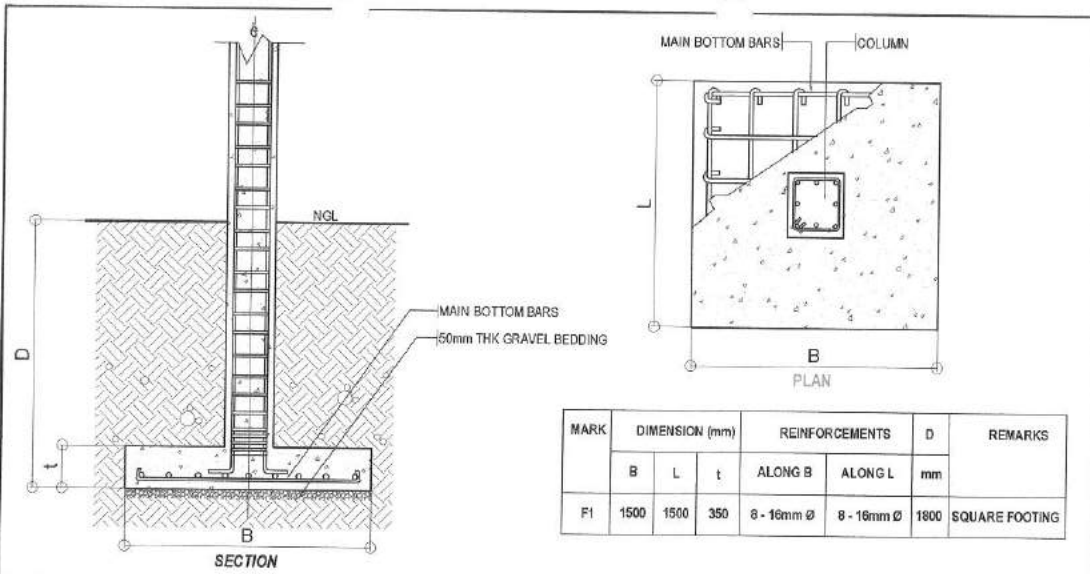 MAIN BOTTOM BARS
COLUMN
NGL
L
D
MAIN BOTTOM BARS
50mm THK GRAVEL BEDDING
B
PLAN
t
B
SECTION
MARK DIMENSION (mm) REINFORCEMENTS D REMARKS
B L t ALONG B ALONG L mm
F1 1500 1500 350 8 - 16mm Ø 8 - 16mm Ø 1800 SQUARE FOOTING